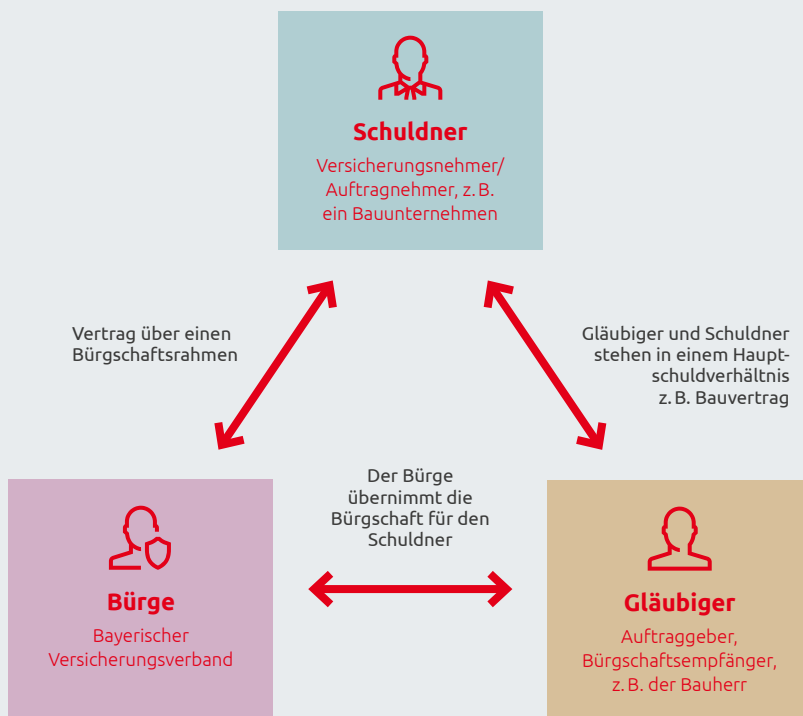 Schuldner
Versicherungsnehmer/
Auftragnehmer, z. B.
ein Bauunternehmen
Vertrag über einen
Bürgschaftsrahmen
Gläubiger und Schuldner
stehen in einem Haupt-
schuldverhältnis
z. B. Bauvertrag
Der Bürge
übernimmt die
Bürgschaft für den
Schuldner
Bürge
Bayerischer
Versicherungsverband
Gläubiger
Auftraggeber,
Bürgschaftsempfänger,
z. B. der Bauherr